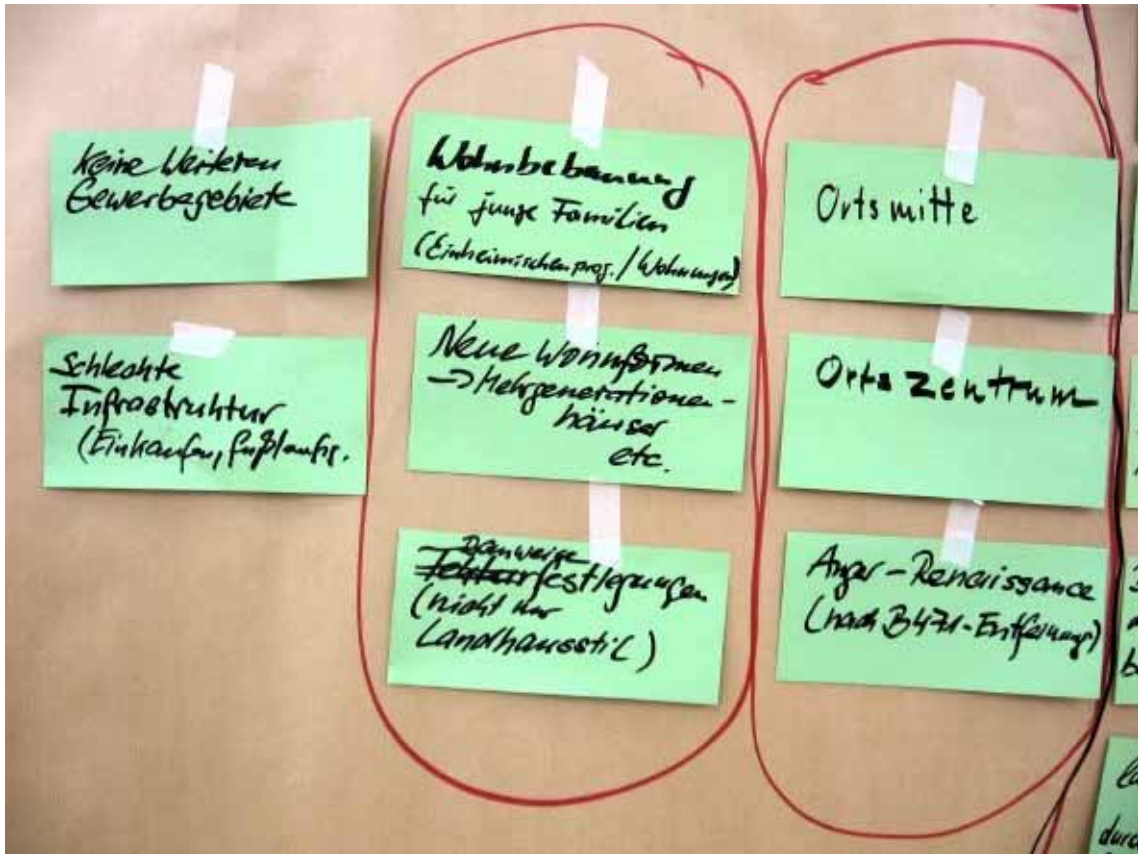 Keine Weiteren
Gewerbegebiete
Schlechte
Infrastruktur
(Einkaufen, fußläufig.
Wohnbebauung
für junge Familien
(Einheimischenprog./Wohnungen)
Neue Wohnformen
→ Mehrgenerationen-
häuser
etc.
Bauweise
festlegungen
(nicht nur
Landhausstil)
Ortsmitte
Ortszentrum
Anger-Renaissance
(nach B471-Entfernung)
durch